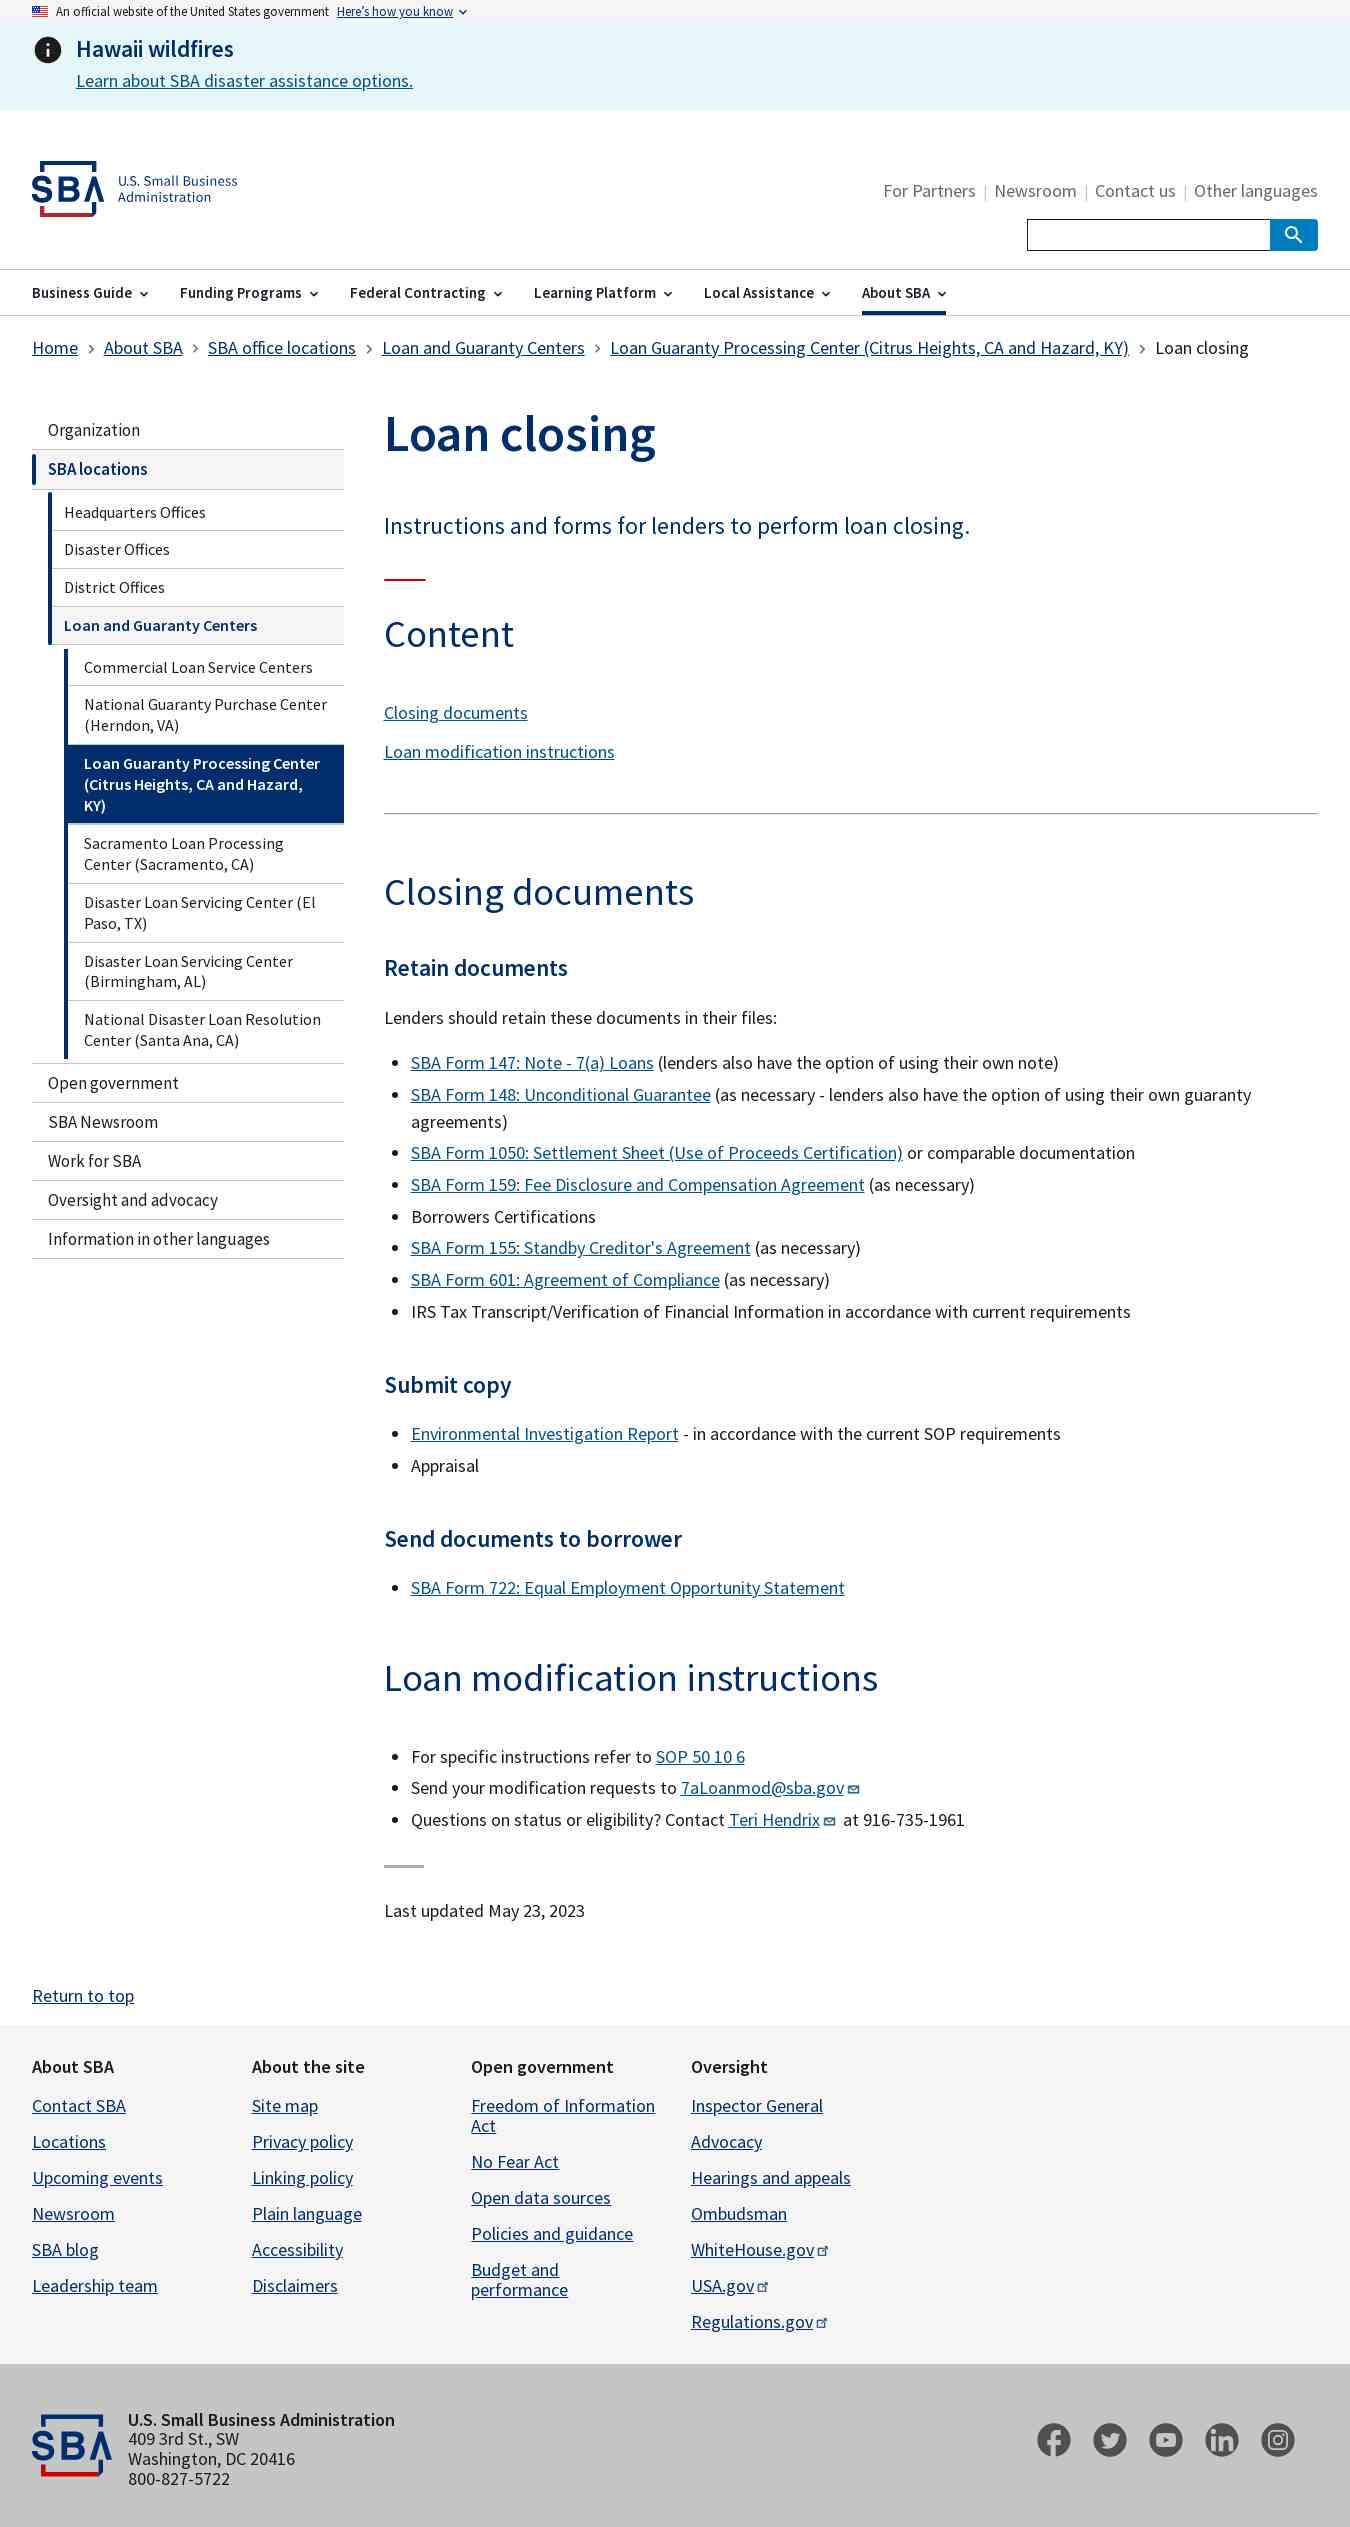 An official website of the United States government Here's how you know
Hawaii wildfires
Learn about SBA disaster assistance options.
SBA
U.S. Small Business
Administration
For Partners | Newsroom | Contact us | Other languages
Business Guide Funding Programs Federal Contracting Learning Platform Local Assistance About SBA
Home > About SBA > SBA office locations > Loan and Guaranty Centers > Loan Guaranty Processing Center (Citrus Heights, CA and Hazard, KY) > Loan closing
Organization
SBA locations
Headquarters Offices
Disaster Offices
District Offices
Loan and Guaranty Centers
Commercial Loan Service Centers
National Guaranty Purchase Center
(Herndon, VA)
Loan Guaranty Processing Center
(Citrus Heights, CA and Hazard,
KY)
Sacramento Loan Processing
Center (Sacramento, CA)
Disaster Loan Servicing Center (El
Paso, TX)
Disaster Loan Servicing Center
(Birmingham, AL)
National Disaster Loan Resolution
Center (Santa Ana, CA)
Open government
SBA Newsroom
Work for SBA
Oversight and advocacy
Information in other languages
Loan closing
Instructions and forms for lenders to perform loan closing.
Content
Closing documents
Loan modification instructions
Closing documents
Retain documents
Lenders should retain these documents in their files:
• SBA Form 147: Note - 7(a) Loans (lenders also have the option of using their own note)
• SBA Form 148: Unconditional Guarantee (as necessary - lenders also have the option of using their own guaranty
agreements)
• SBA Form 1050: Settlement Sheet (Use of Proceeds Certification) or comparable documentation
• SBA Form 159: Fee Disclosure and Compensation Agreement (as necessary)
• Borrowers Certifications
• SBA Form 155: Standby Creditor's Agreement (as necessary)
• SBA Form 601: Agreement of Compliance (as necessary)
• IRS Tax Transcript/Verification of Financial Information in accordance with current requirements
Submit copy
• Environmental Investigation Report - in accordance with the current SOP requirements
• Appraisal
Send documents to borrower
• SBA Form 722: Equal Employment Opportunity Statement
Loan modification instructions
• For specific instructions refer to SOP 50 10 6
• Send your modification requests to 7aLoanmod@sba.gov
• Questions on status or eligibility? Contact Teri Hendrix at 916-735-1961
Last updated May 23, 2023
Return to top
About SBA
Contact SBA
Locations
Upcoming events
Newsroom
SBA blog
Leadership team
About the site
Site map
Privacy policy
Linking policy
Plain language
Accessibility
Disclaimers
Open government
Freedom of Information
Act
No Fear Act
Open data sources
Policies and guidance
Budget and
performance
Oversight
Inspector General
Advocacy
Hearings and appeals
Ombudsman
WhiteHouse.gov
USA.gov
Regulations.gov
SBA
U.S. Small Business Administration
409 3rd St., SW
Washington, DC 20416
800-827-5722